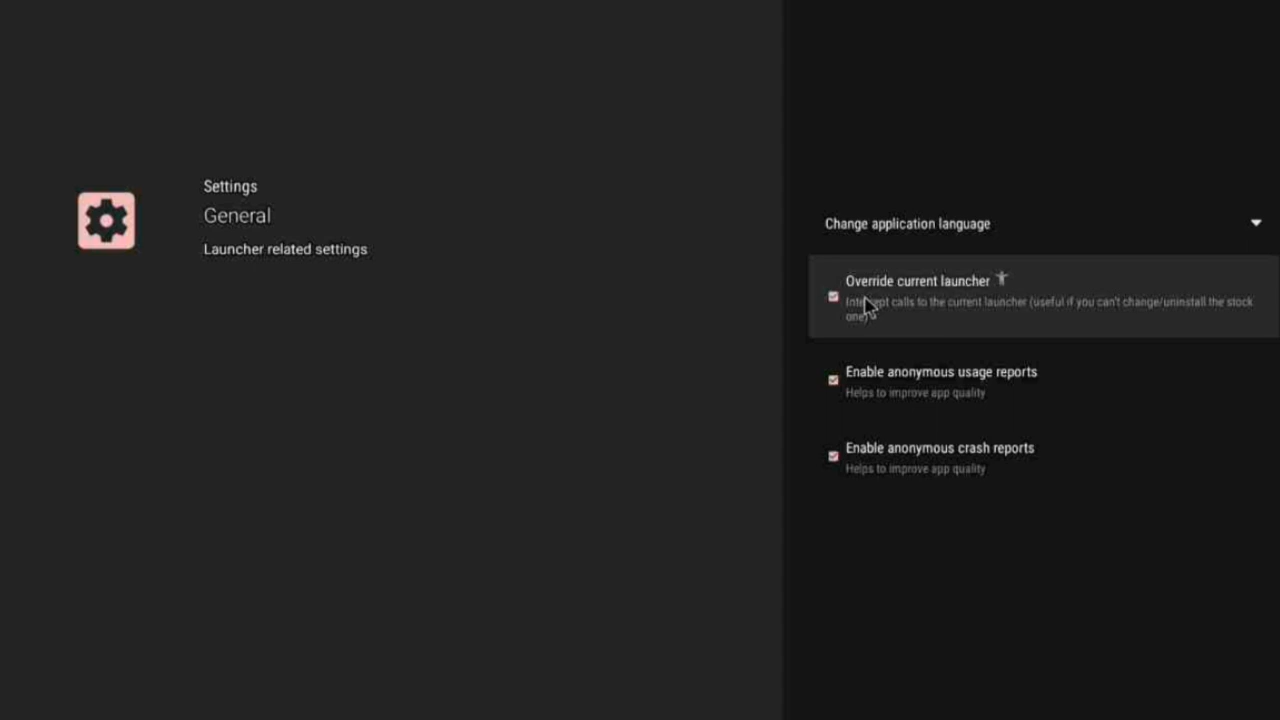 Settings
General
Launcher related settings
Change application language
Override current launcher
Intercept calls to the current launcher (useful if you can't change/uninstall the stock
one)
Enable anonymous usage reports
Helps to improve app quality
Enable anonymous crash reports
Helps to improve app quality